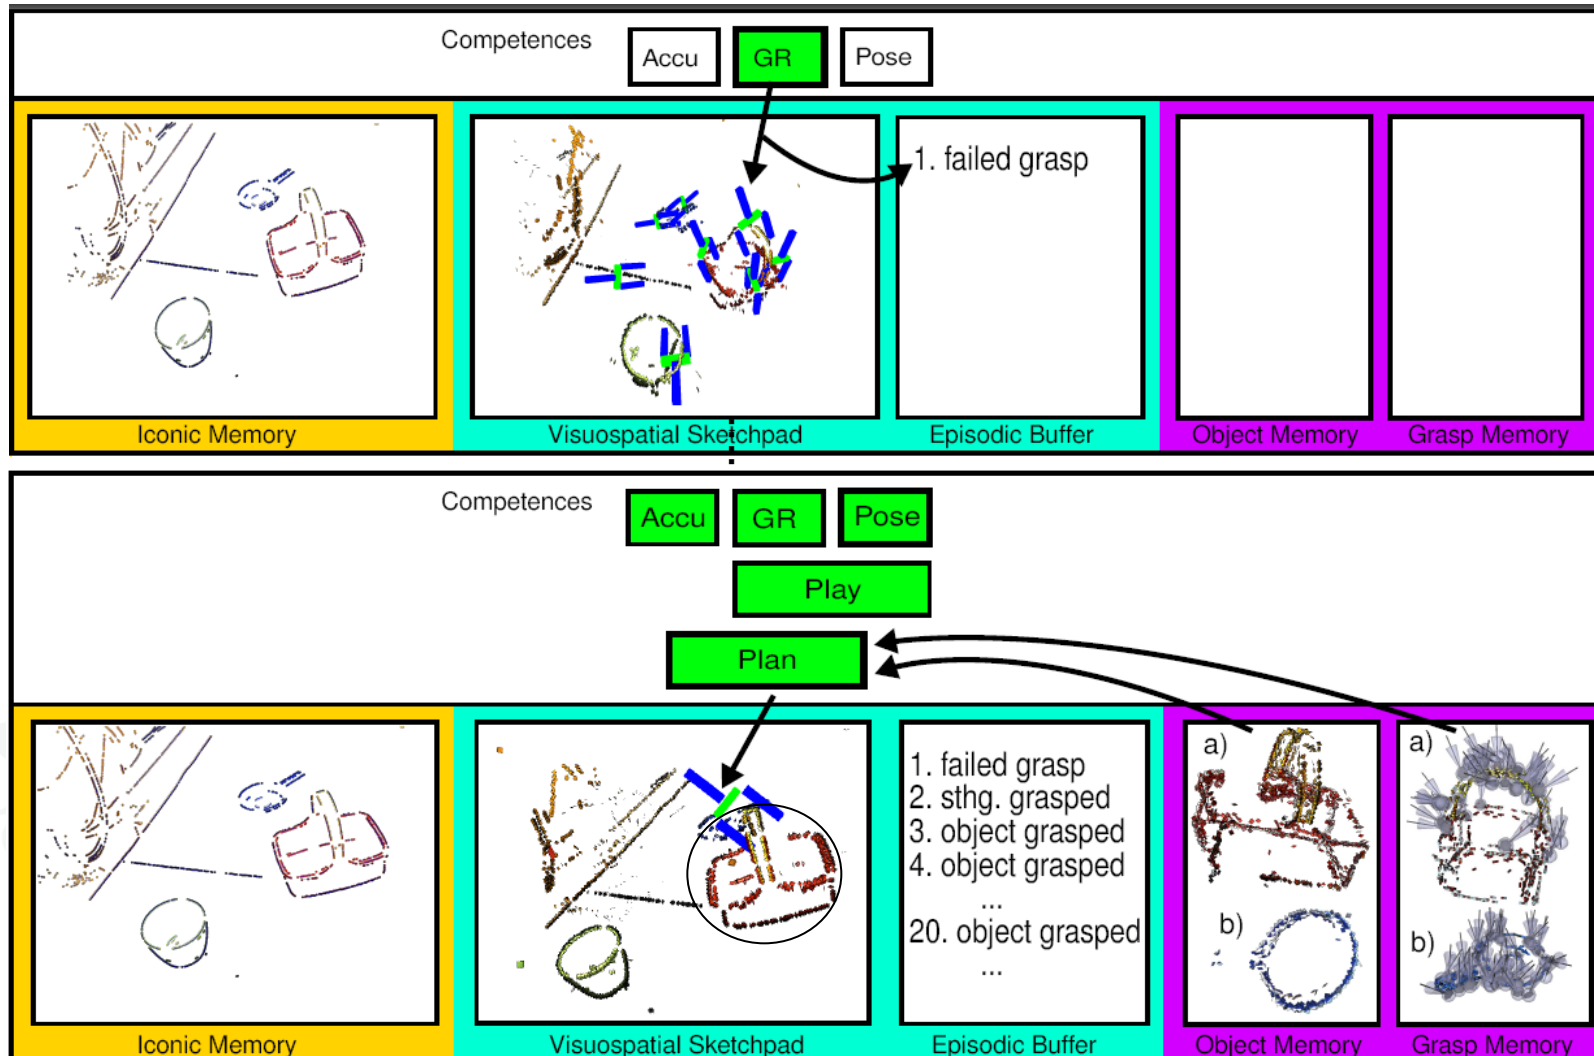 Competences
Accu GR Pose
1. failed grasp
Iconic Memory Visuospatial Sketchpad Episodic Buffer Object Memory Grasp Memory
Competences
Accu GR Pose
Play
Plan
1. failed grasp
2. sthg. grasped
3. object grasped
4. object grasped
...
20. object grasped
...
a)
b)
a)
b)
Iconic Memory Visuospatial Sketchpad Episodic Buffer Object Memory Grasp Memory